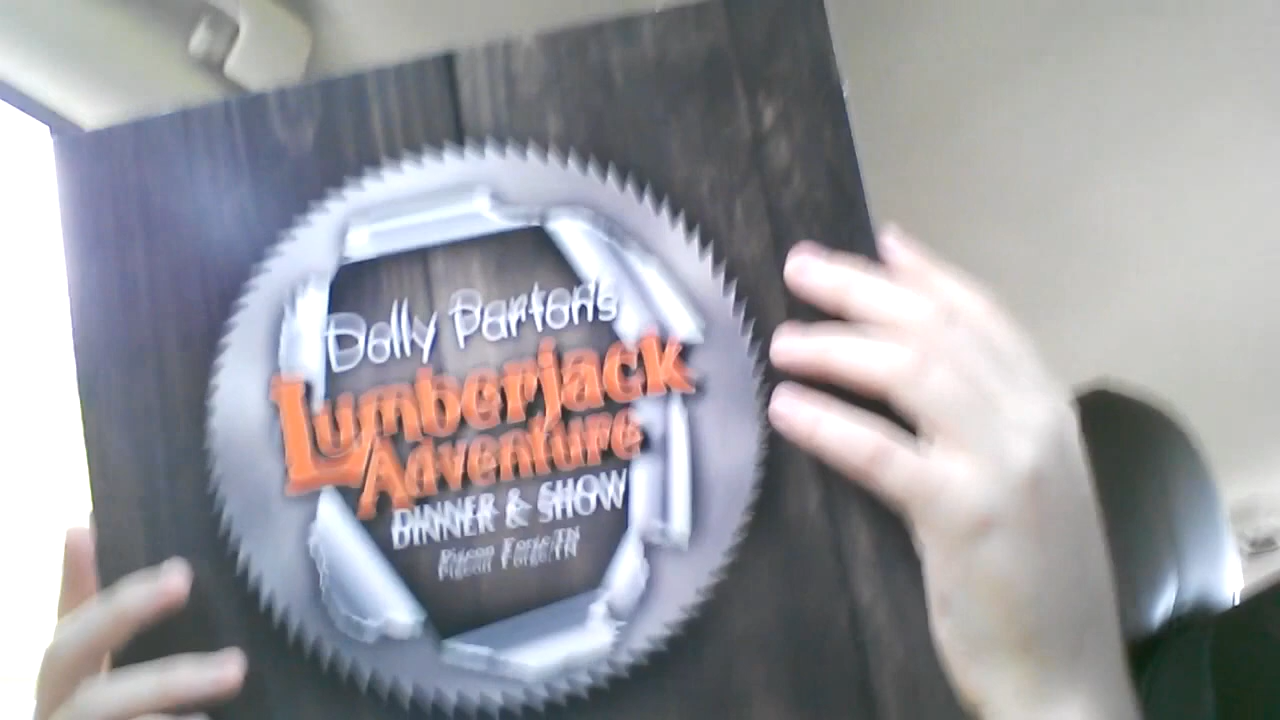 Dolly Parton's
Lumberjack
Adventure
DINNER & SHOW
Pigeon Forge, TN